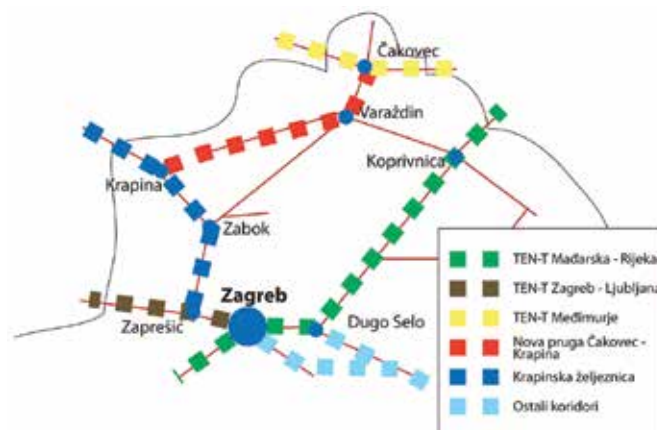 Čakovec
Varaždin
Koprivnica
Krapina
Zabok
Zagreb
Zaprešic
Dugo Selo
TEN-T Mađarska - Rijeka
TEN-T Zagreb - Ljubljana
TEN-T Međimurje
Nova pruga Čakovec -
Krapina
Krapinska željeznica
Ostali koridori